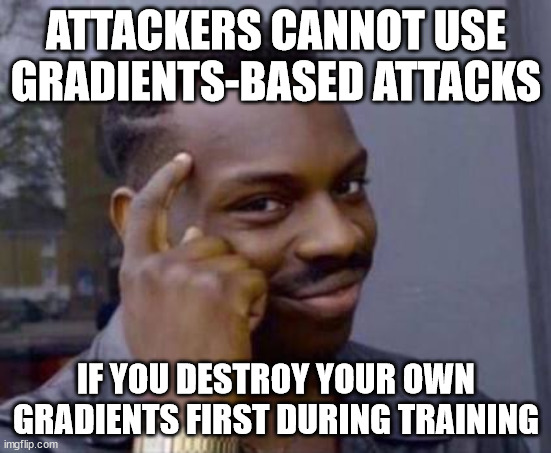 ATTACKERS CANNOT USE
GRADIENTS-BASED ATTACKS
IF YOU DESTROY YOUR OWN
GRADIENTS FIRST DURING TRAINING
imgflip.com